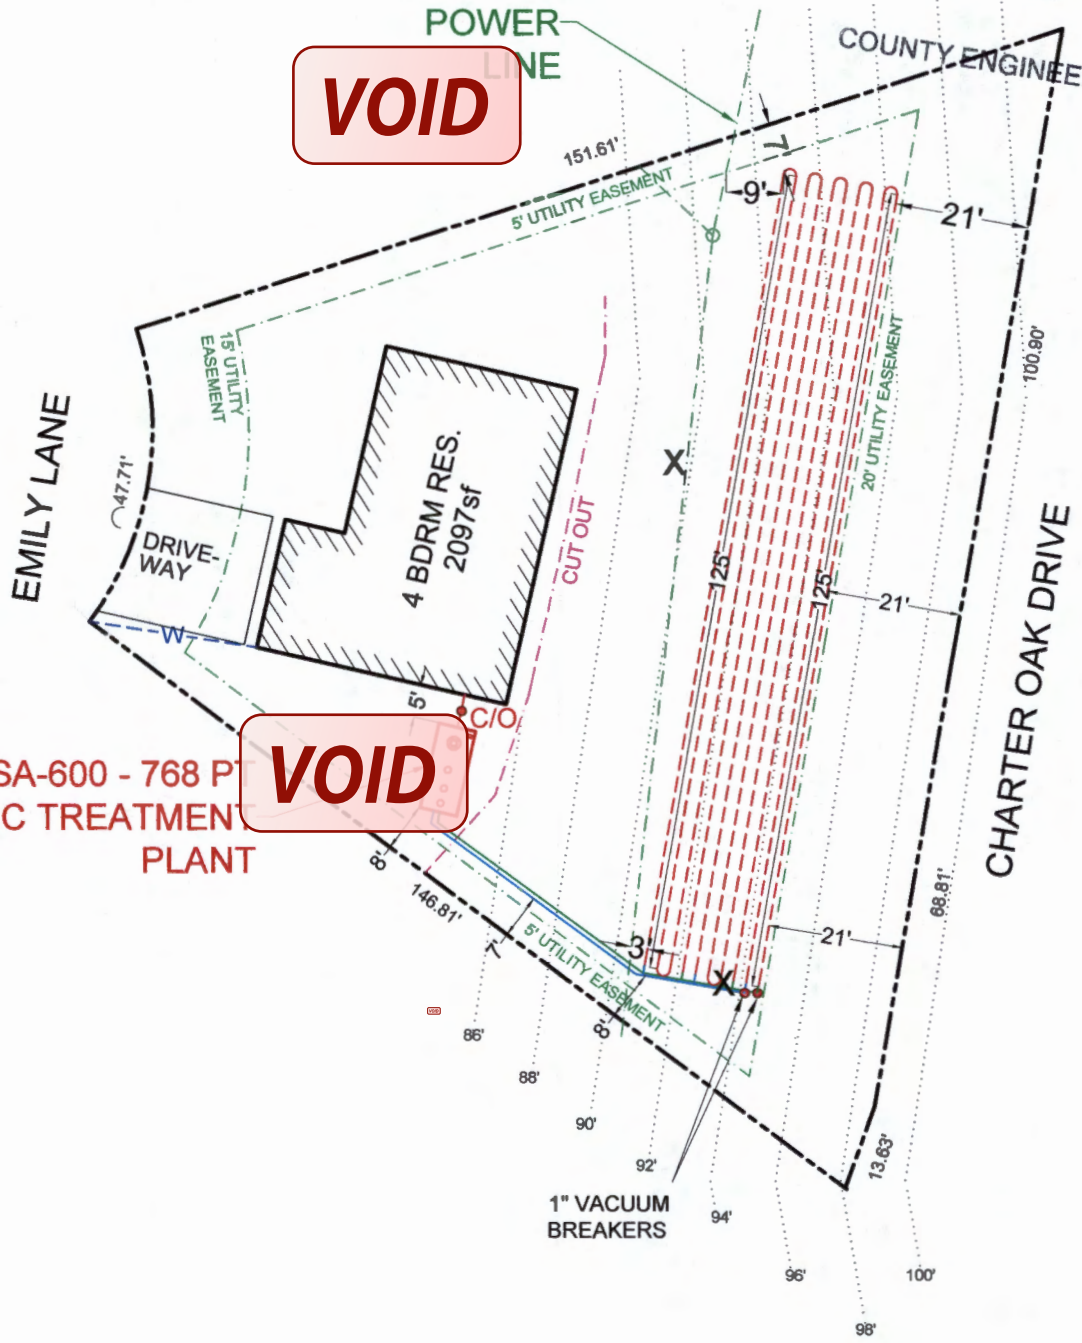 POWER
LINE
VOID
COUNTY ENGINEE
151.61'
7'
5' UTILITY EASEMENT
9'
21'
15' UTILITY
EASEMENT
100.90'
20' UTILITY EASEMENT
EMILY LANE
47.71'
4 BDRM RES.
2097sf
X
CUT OUT
DRIVE-
WAY
125'
125'
21'
CHARTER OAK DRIVE
W
5'
C/O
VOID
SA-600 - 768 PT
C TREATMENT
PLANT
8'
146.81'
68.81'
7'
5' UTILITY EASEMENT
3'
21'
X
8'
VOID
86'
88'
90'
92'
94'
96'
98'
100'
13.63'
1" VACUUM
BREAKERS